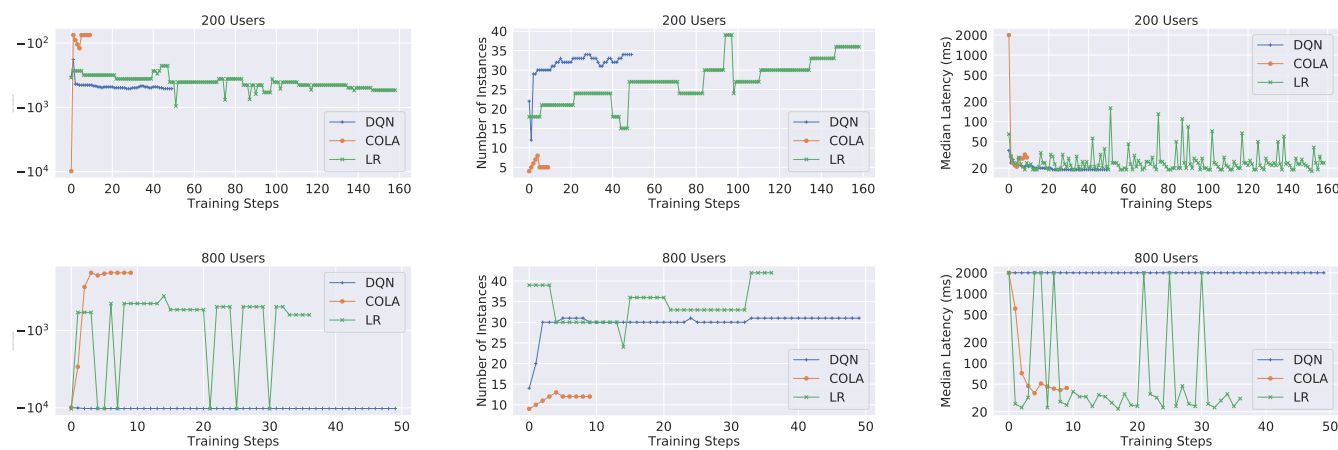 200 Users
−10²
−10³
−10⁴
0 20 40 60 80 100 120 140 160
Training Steps
DQN
COLA
LR
200 Users
Number of Instances
40
35
30
25
20
15
10
5
0 20 40 60 80 100 120 140 160
Training Steps
DQN
COLA
LR
200 Users
Median Latency (ms)
2000
1000
500
200
100
50
20
0 20 40 60 80 100 120 140 160
Training Steps
DQN
COLA
LR
800 Users
−10³
−10⁴
0 10 20 30 40 50
Training Steps
DQN
COLA
LR
800 Users
Number of Instances
40
35
30
25
20
15
10
0 10 20 30 40 50
Training Steps
DQN
COLA
LR
800 Users
Median Latency (ms)
2000
1000
500
200
100
50
20
0 10 20 30 40 50
Training Steps
DQN
COLA
LR